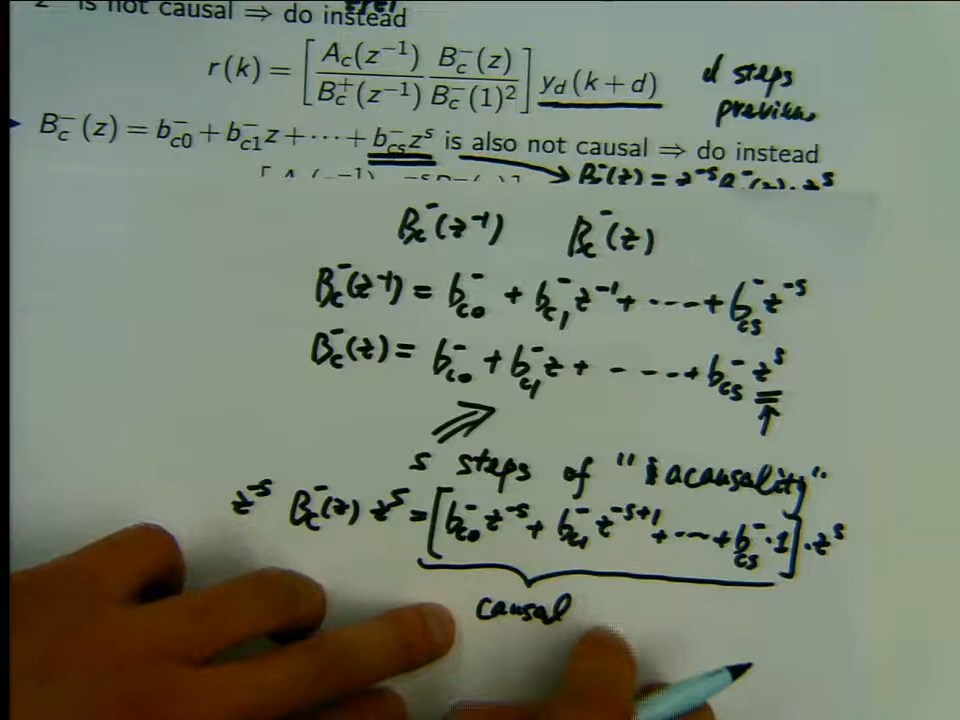 is not causal ⇒ do instead
r(k) = [ A_c(z^{-1}) / B_c^+(z^{-1}) B_c^-(z) / B_c^-(1)^2 ] y_d(k + d) d steps
preview
B_c^-(z) = b_{c0}^- + b_{c1}^- z + ⋯ + b_{cs}^- z^s is also not causal ⇒ do instead
B_c^-(z) = z^{-s} B_c^-(z) · z^s
B_c^-(z^{-1}) B_c^-(z)
B_c^-(z^{-1}) = b_{c0}^- + b_{c1}^- z^{-1} + ⋯ + b_{cs}^- z^{-s}
B_c^-(z) = b_{c0}^- + b_{c1}^- z + - - - + b_{cs}^- z^s
s steps of "acausality"
z^{-s} B_c^-(z) z^s = [ b_{c0}^- z^{-s} + b_{c1}^- z^{-s+1} + ⋯ + b_{cs}^- · 1 ] · z^s
causal